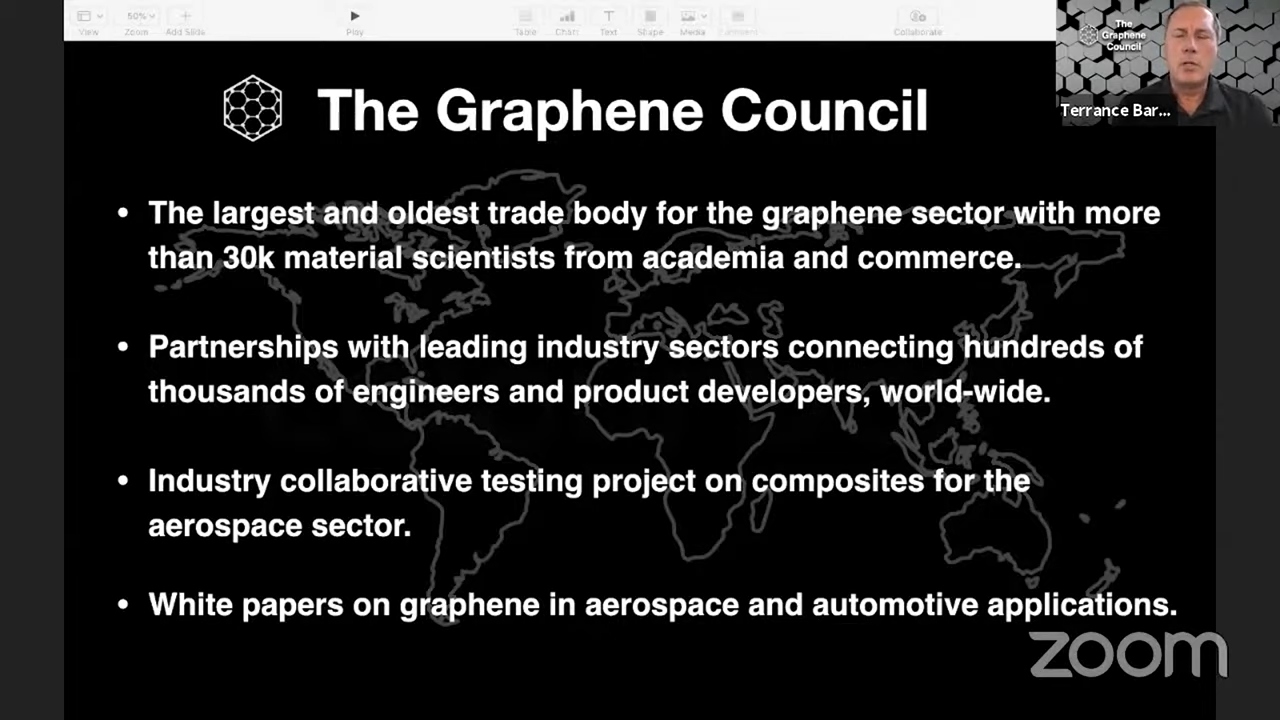 View
50%
Zoom
Add Slide
Play
Table
Chart
Text
Shape
Media
Comment
Collaborate
The
Graphene
Council
Terrance Bar...
The Graphene Council
• The largest and oldest trade body for the graphene sector with more
than 30k material scientists from academia and commerce.
• Partnerships with leading industry sectors connecting hundreds of
thousands of engineers and product developers, world-wide.
• Industry collaborative testing project on composites for the
aerospace sector.
• White papers on graphene in aerospace and automotive applications.
zoom